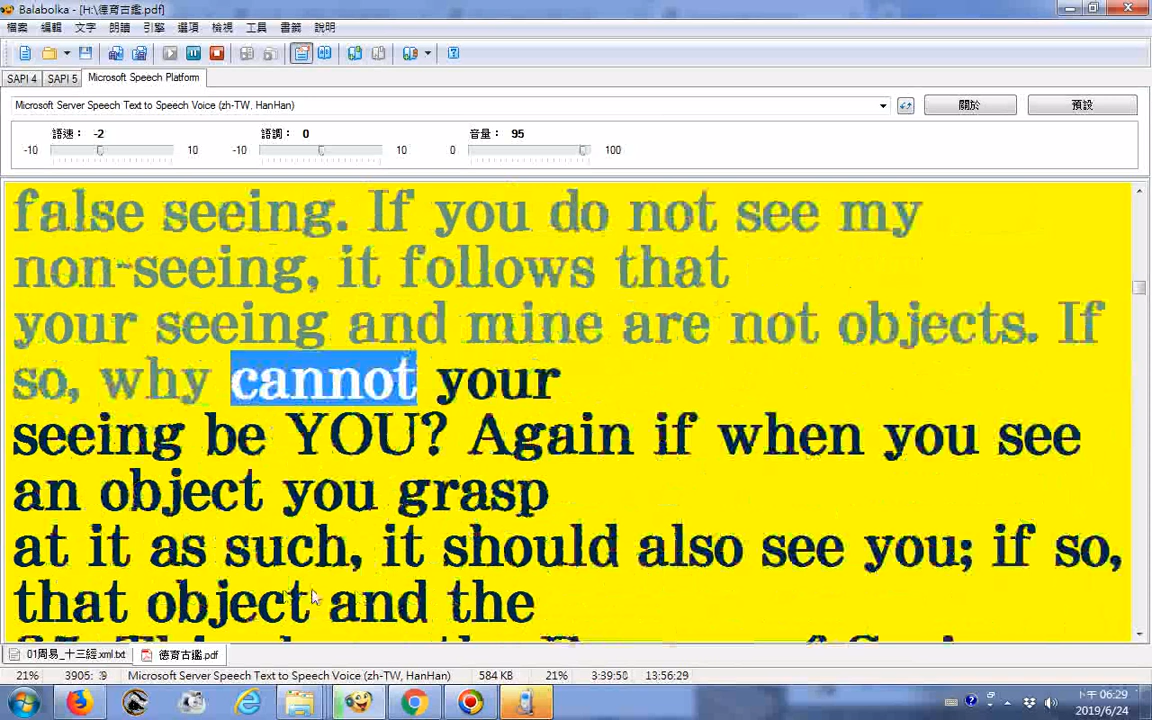 Balabolka - [H:\德育古鑑.pdf]
檔案 編輯 文字 朗讀 引擎 選項 檢視 工具 書籤 說明
SAPI 4 SAPI 5 Microsoft Speech Platform
Microsoft Server Speech Text to Speech Voice (zh-TW, HanHan) 關於 預設
語速： -2 語調： 0 音量： 95
-10 10 -10 10 0 100
false seeing. If you do not see my
non-seeing, it follows that
your seeing and mine are not objects. If
so, why cannot your
seeing be YOU? Again if when you see
an object you grasp
at it as such, it should also see you; if so,
that object and the
01周易_十三經.xml.txt 德育古鑑.pdf
21% Microsoft Server Speech Text to Speech Voice (zh-TW, HanHan) 584 KB 21% 3:39:58 13:56:29
下午 06:29
2019/6/24